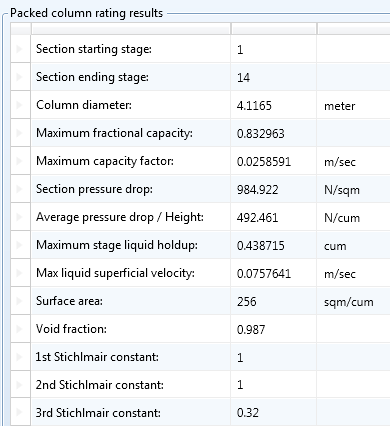 Packed column rating results
Section starting stage: 1
Section ending stage: 14
Column diameter: 4.1165 meter
Maximum fractional capacity: 0.832963
Maximum capacity factor: 0.0258591 m/sec
Section pressure drop: 984.922 N/sqm
Average pressure drop / Height: 492.461 N/cum
Maximum stage liquid holdup: 0.438715 cum
Max liquid superficial velocity: 0.0757641 m/sec
Surface area: 256 sqm/cum
Void fraction: 0.987
1st Stichlmair constant: 1
2nd Stichlmair constant: 1
3rd Stichlmair constant: 0.32